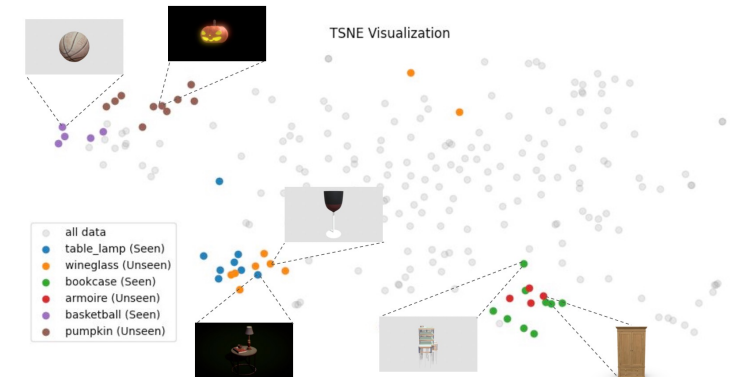 TSNE Visualization
all data
table_lamp (Seen)
wineglass (Unseen)
bookcase (Seen)
armoire (Unseen)
basketball (Seen)
pumpkin (Unseen)